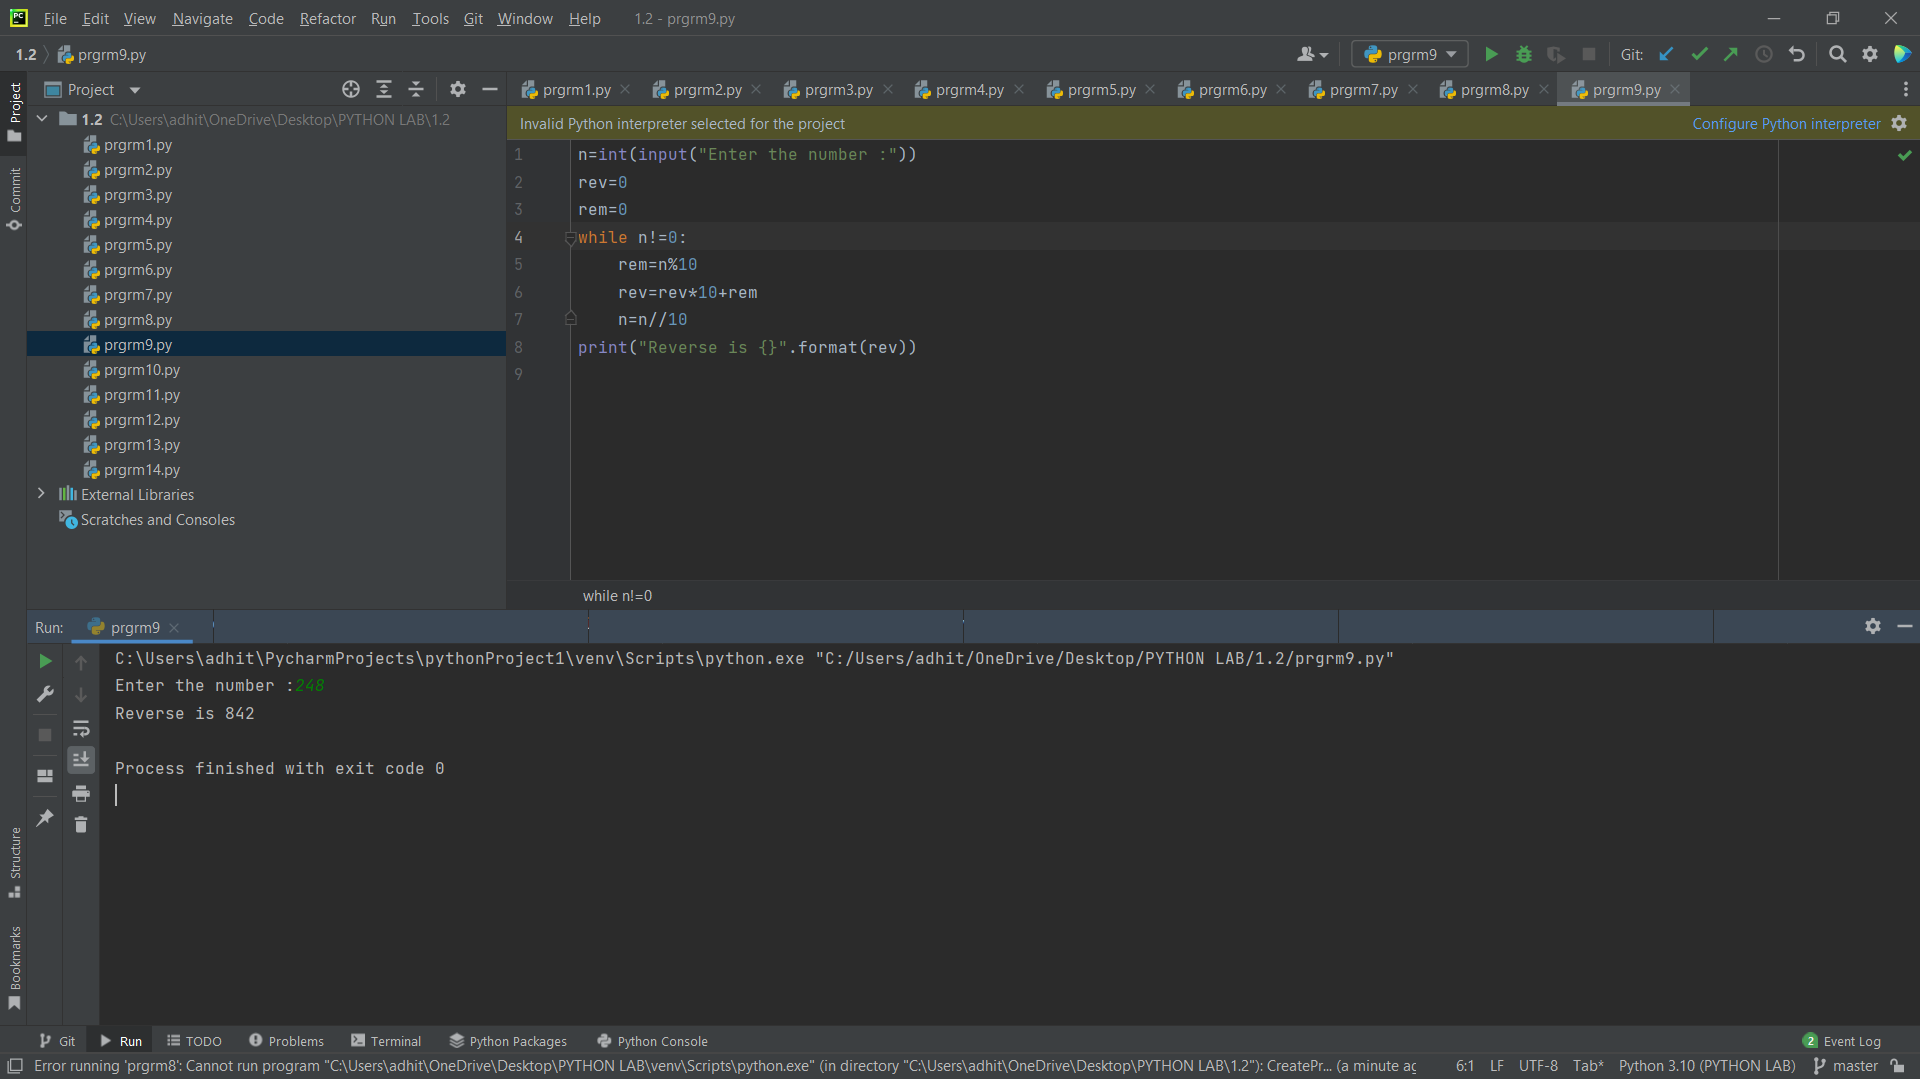 File Edit View Navigate Code Refactor Run Tools Git Window Help 1.2 - prgrm9.py
1.2 prgrm9.py
prgrm9 Git:
Project
prgrm1.py prgrm2.py prgrm3.py prgrm4.py prgrm5.py prgrm6.py prgrm7.py prgrm8.py prgrm9.py
Project
Commit
Structure
Bookmarks
1.2 C:\Users\adhit\OneDrive\Desktop\PYTHON LAB\1.2
prgrm1.py
prgrm2.py
prgrm3.py
prgrm4.py
prgrm5.py
prgrm6.py
prgrm7.py
prgrm8.py
prgrm9.py
prgrm10.py
prgrm11.py
prgrm12.py
prgrm13.py
prgrm14.py
External Libraries
Scratches and Consoles
Invalid Python interpreter selected for the project Configure Python interpreter
1 n=int(input("Enter the number :"))
2 rev=0
3 rem=0
4 while n!=0:
5     rem=n%10
6     rev=rev*10+rem
7     n=n//10
8 print("Reverse is {}".format(rev))
9
while n!=0
Run: prgrm9
C:\Users\adhit\PycharmProjects\pythonProject1\venv\Scripts\python.exe "C:/Users/adhit/OneDrive/Desktop/PYTHON LAB/1.2/prgrm9.py"
Enter the number :248
Reverse is 842
Process finished with exit code 0
Git Run TODO Problems Terminal Python Packages Python Console 2 Event Log
Error running 'prgrm8': Cannot run program "C:\Users\adhit\OneDrive\Desktop\PYTHON LAB\venv\Scripts\python.exe" (in directory "C:\Users\adhit\OneDrive\Desktop\PYTHON LAB\1.2"): CreatePr... (a minute ag 6:1 LF UTF-8 Tab* Python 3.10 (PYTHON LAB) master